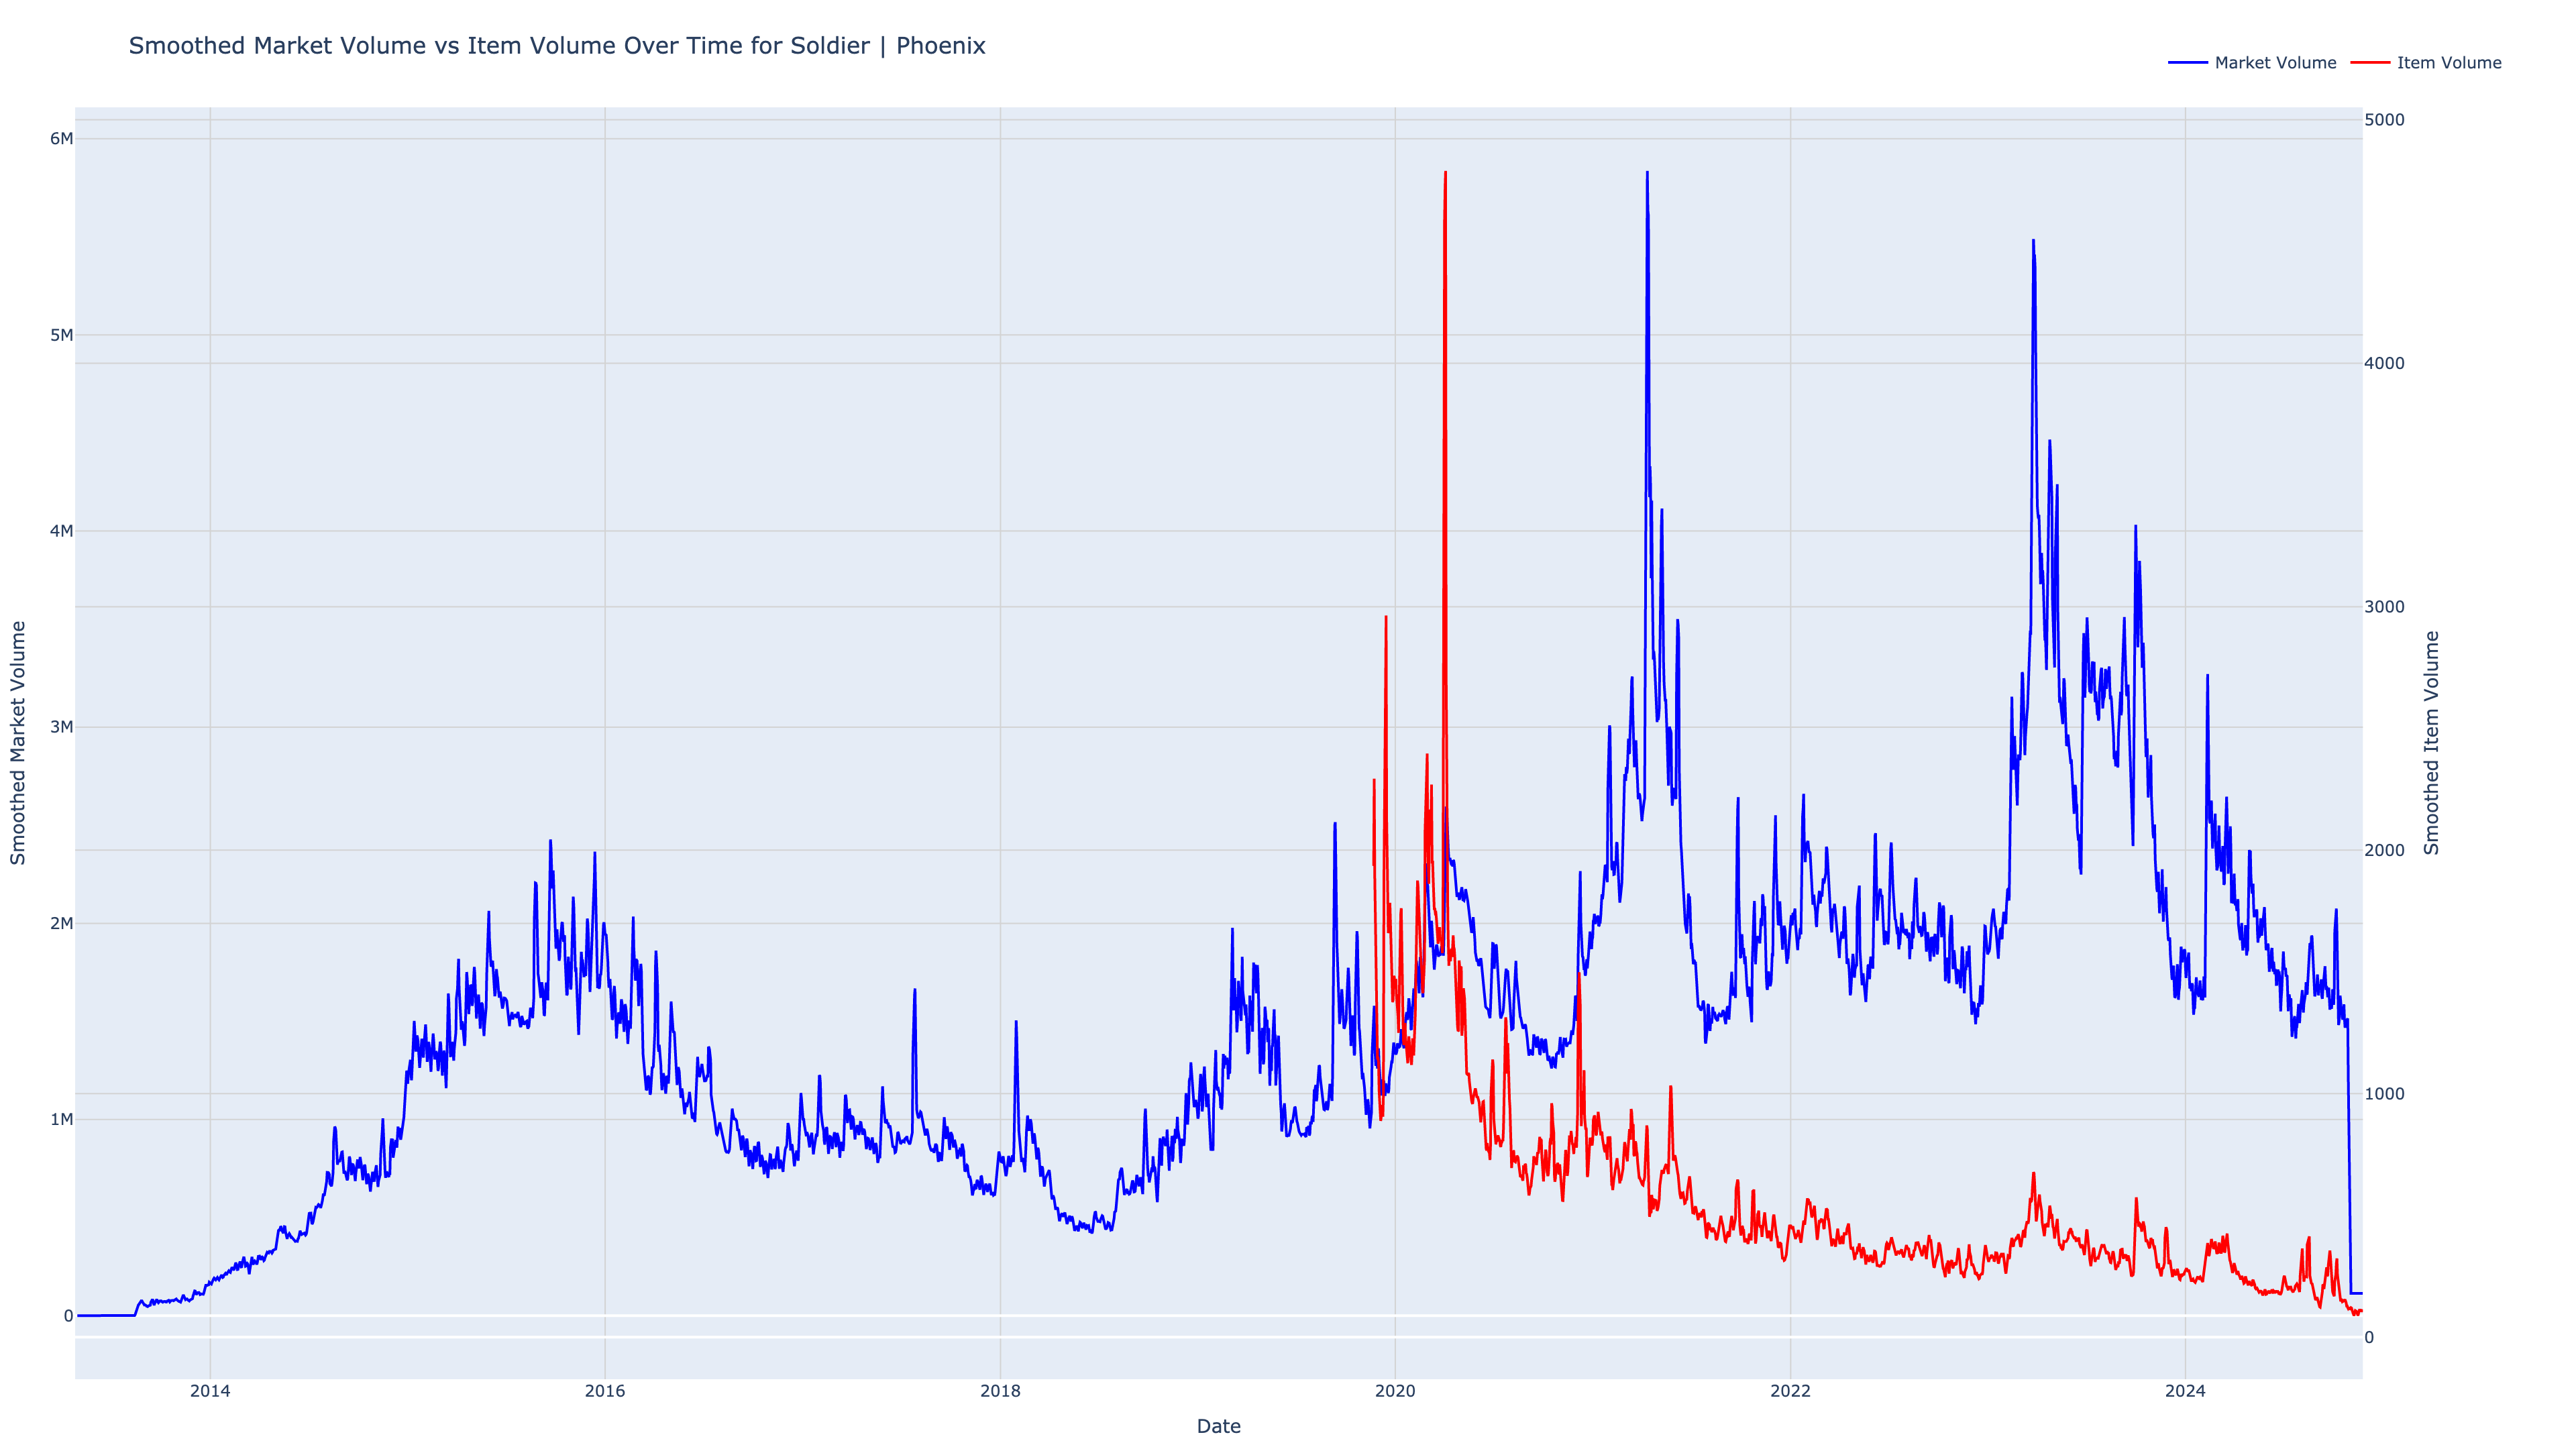 Smoothed Market Volume vs Item Volume Over Time for Soldier | Phoenix
Market Volume
Item Volume
6M
5M
4M
3M
2M
1M
0
Smoothed Market Volume
5000
4000
3000
2000
1000
0
Smoothed Item Volume
2014
2016
2018
2020
2022
2024
Date